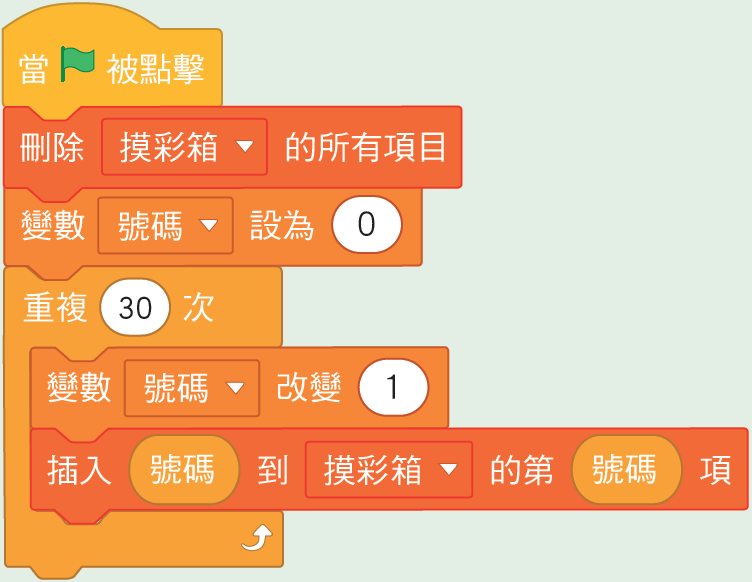 當 被點擊
刪除 摸彩箱 的所有項目
變數 號碼 設為 0
重複 30 次
變數 號碼 改變 1
插入 號碼 到 摸彩箱 的第 號碼 項